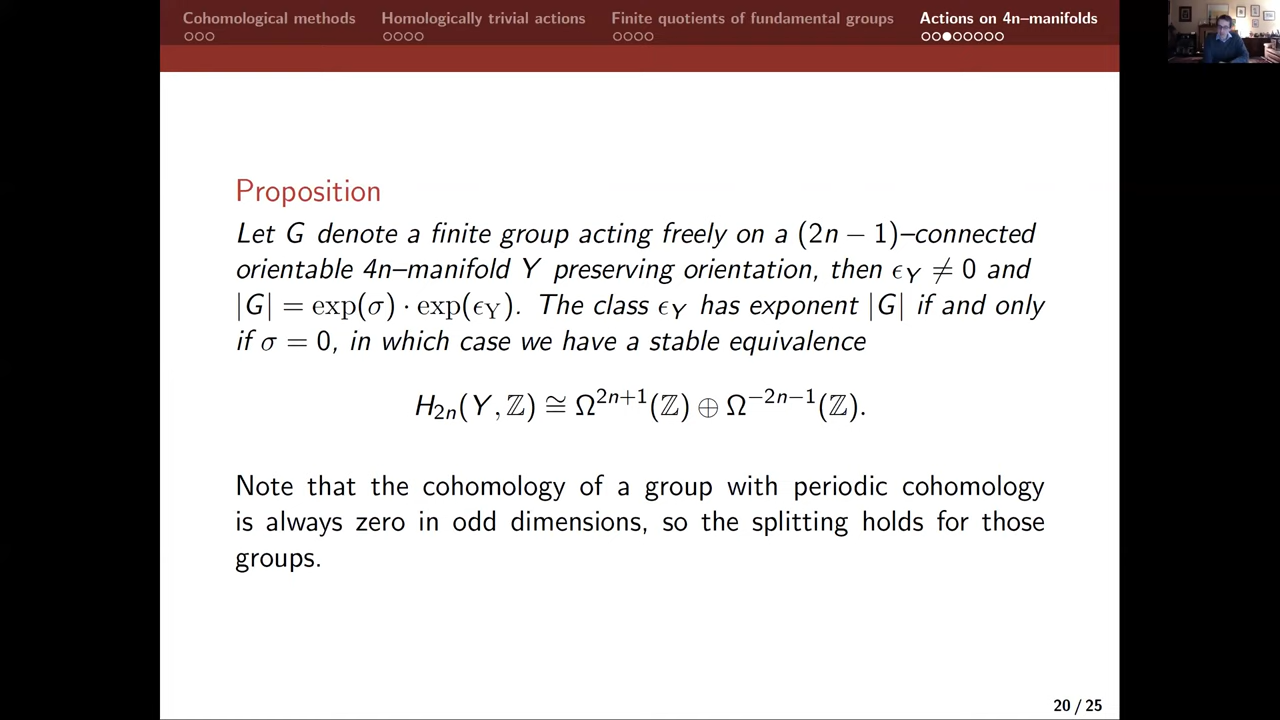 Cohomological methods Homologically trivial actions Finite quotients of fundamental groups Actions on 4n–manifolds
Proposition
Let G denote a finite group acting freely on a (2n − 1)–connected
orientable 4n–manifold Y preserving orientation, then ϵ_Y ≠ 0 and
|G| = exp(σ) · exp(ϵ_Y). The class ϵ_Y has exponent |G| if and only
if σ = 0, in which case we have a stable equivalence
H_{2n}(Y, ℤ) ≅ Ω^{2n+1}(ℤ) ⊕ Ω^{−2n−1}(ℤ).
Note that the cohomology of a group with periodic cohomology
is always zero in odd dimensions, so the splitting holds for those
groups.
20 / 25